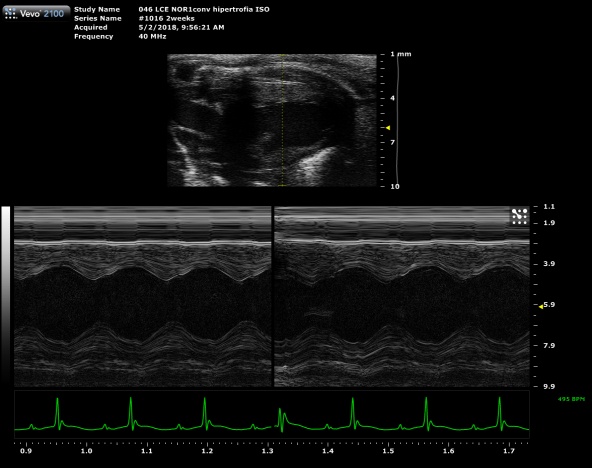 Vevo 2100
Study Name 046 LCE NOR1conv hipertrofia ISO
Series Name #1016 2weeks
Acquired 5/2/2018, 9:56:21 AM
Frequency 40 MHz
1 mm
4
7
10
1.1
1.9
3.9
5.9
7.9
9.9
495 BPM
0.9 1.0 1.1 1.2 1.3 1.4 1.5 1.6 1.7